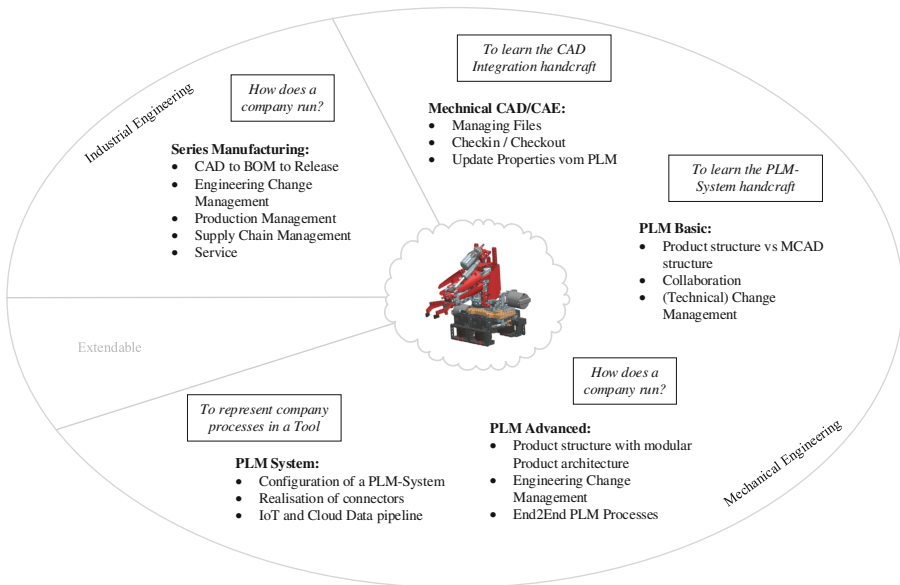 Industrial Engineering
How does a
company run?
Series Manufacturing:
• CAD to BOM to Release
• Engineering Change
Management
• Production Management
• Supply Chain Management
• Service
To learn the CAD
Integration handcraft
Mechnical CAD/CAE:
• Managing Files
• Checkin / Checkout
• Update Properties vom PLM
To learn the PLM-
System handcraft
PLM Basic:
• Product structure vs MCAD
structure
• Collaboration
• (Technical) Change
Management
Extendable
To represent company
processes in a Tool
PLM System:
• Configuration of a PLM-System
• Realisation of connectors
• IoT and Cloud Data pipeline
How does a
company run?
PLM Advanced:
• Product structure with modular
Product architecture
• Engineering Change
Management
• End2End PLM Processes
Mechanical Engineering